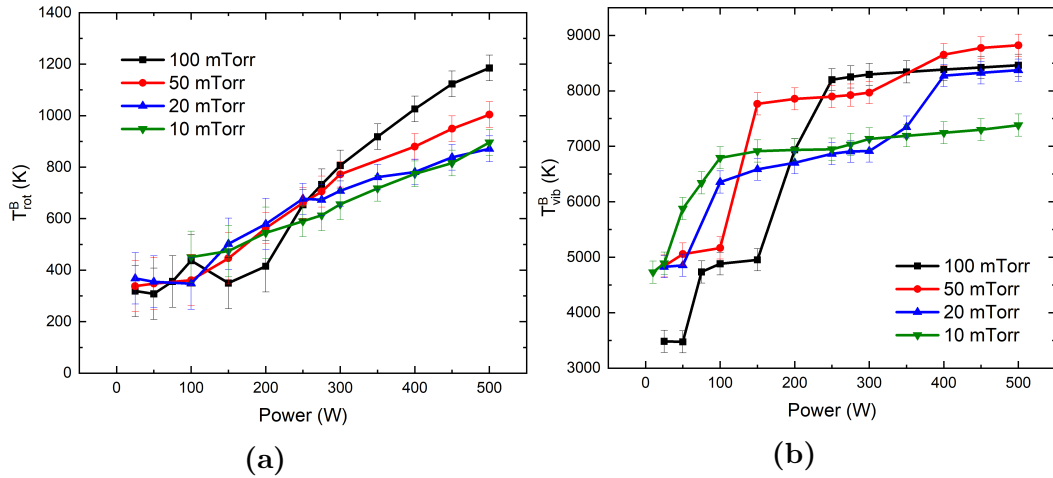 1400
1200
1000
800
600
400
200
0
T_rot^B (K)
100 mTorr
50 mTorr
20 mTorr
10 mTorr
0 100 200 300 400 500
Power (W)
(a)
9000
8000
7000
6000
5000
4000
3000
T_vib^B (K)
100 mTorr
50 mTorr
20 mTorr
10 mTorr
0 100 200 300 400 500
Power (W)
(b)